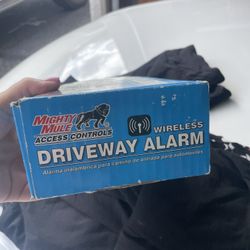 MIGHTY
MULE
ACCESS CONTROLS
WIRELESS
DRIVEWAY ALARM
Alarma inalámbrica para camino de entrada para automóviles